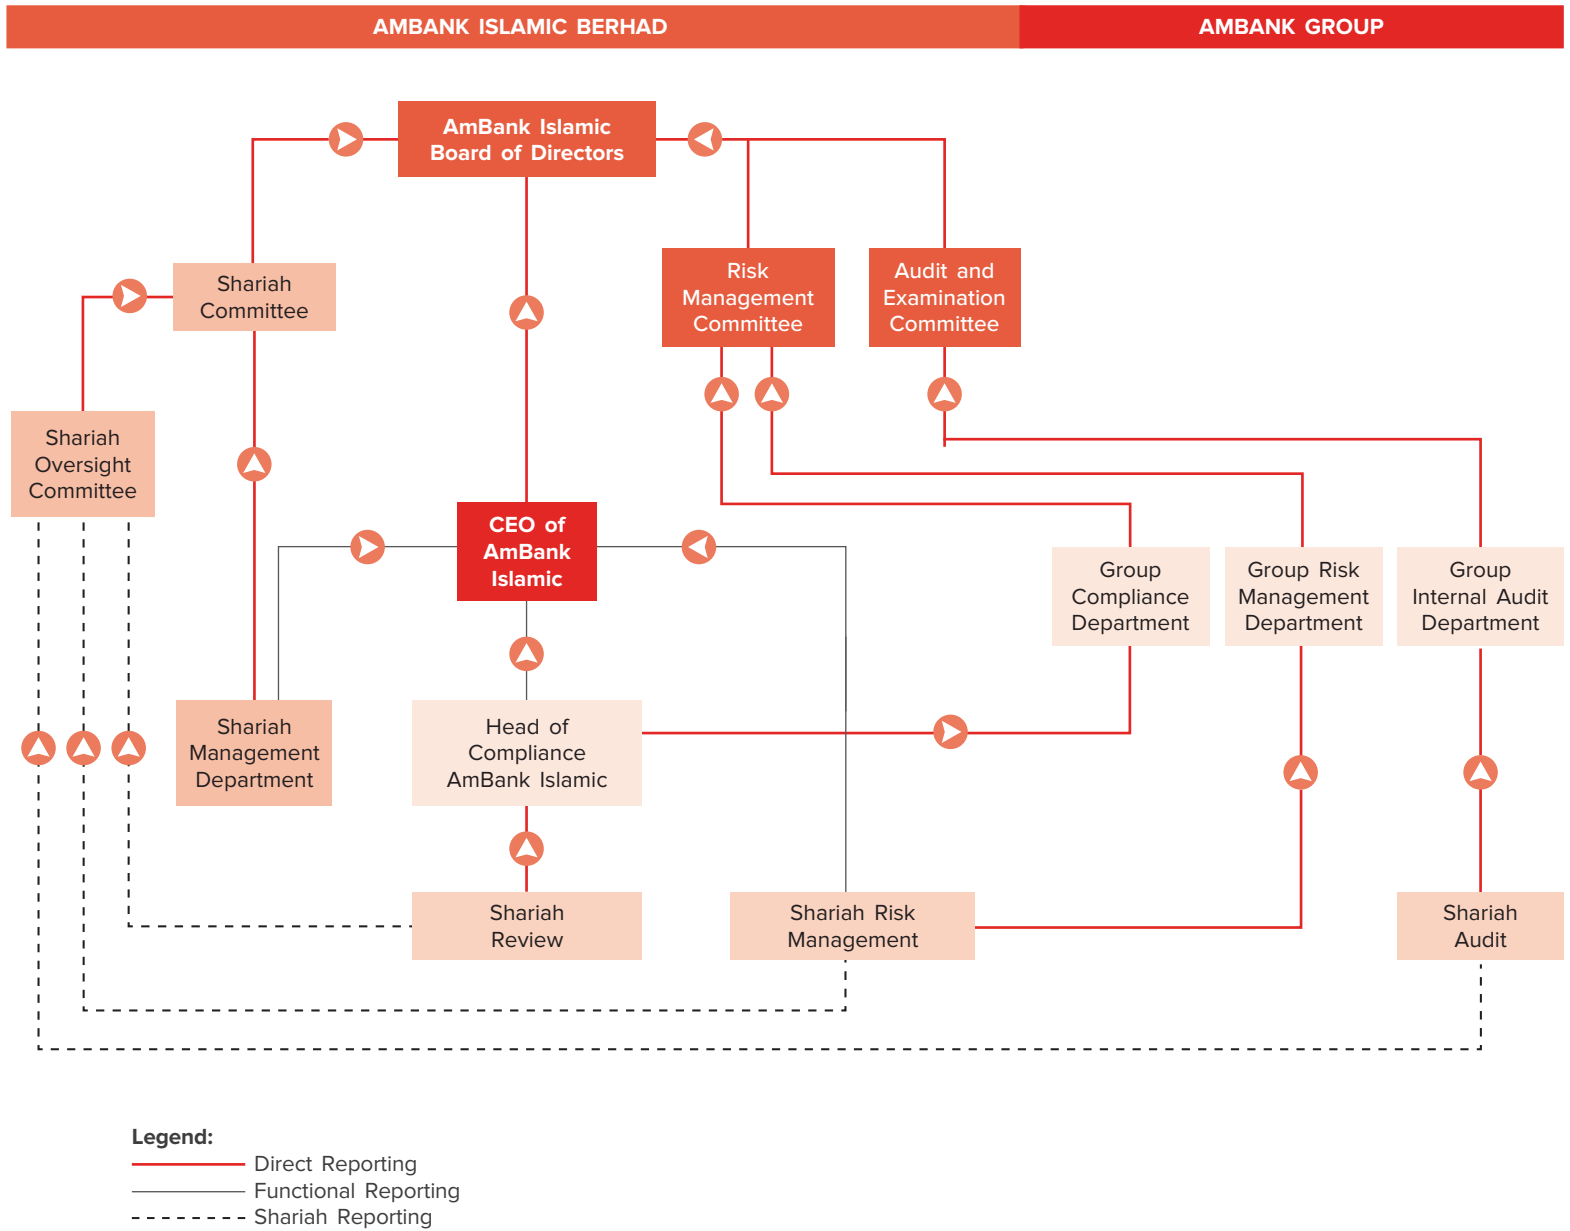 AMBANK ISLAMIC BERHAD
AMBANK GROUP
AmBank Islamic
Board of Directors
Shariah
Committee
Risk
Management
Committee
Audit and
Examination
Committee
Shariah
Oversight
Committee
CEO of
AmBank
Islamic
Group
Compliance
Department
Group Risk
Management
Department
Group
Internal Audit
Department
Shariah
Management
Department
Head of
Compliance
AmBank Islamic
Shariah
Review
Shariah Risk
Management
Shariah
Audit
Legend:
Direct Reporting
Functional Reporting
Shariah Reporting